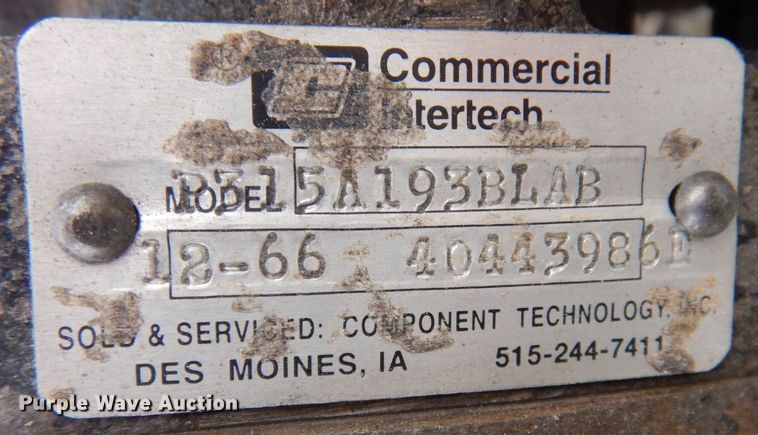 C Commercial
Intertech
MODEL P315A193BLAB
12-66 40443986E
SOLD & SERVICED: COMPONENT TECHNOLOGY, INC.
DES MOINES, IA 515-244-7411
Purple Wave Auction